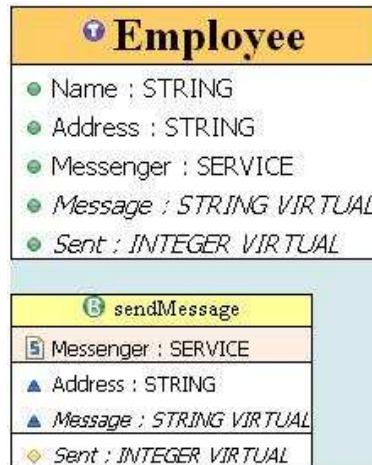 Employee
Name : STRING
Address : STRING
Messenger : SERVICE
Message : STRING VIRTUAL
Sent : INTEGER VIRTUAL
sendMessage
Messenger : SERVICE
Address : STRING
Message : STRING VIRTUAL
Sent : INTEGER VIRTUAL